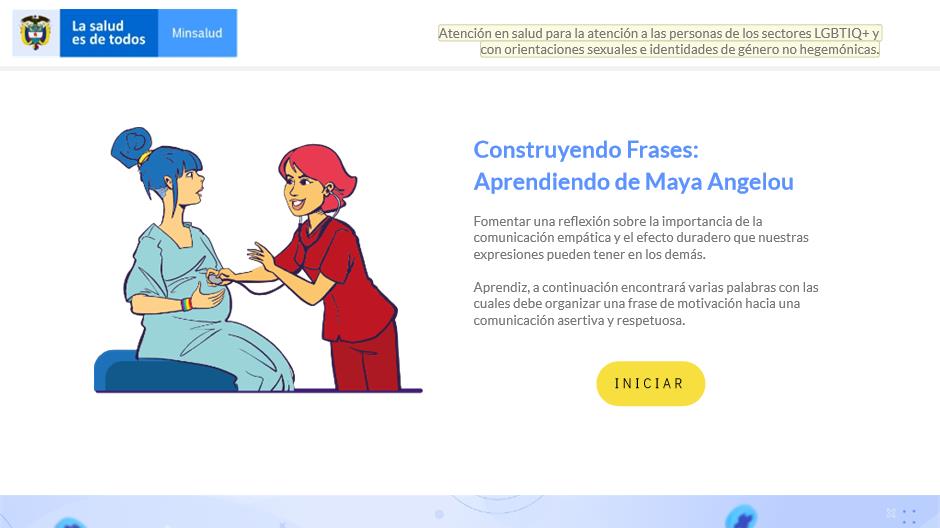 La salud
es de todos
Minsalud
Atención en salud para la atención a las personas de los sectores LGBTIQ+ y
con orientaciones sexuales e identidades de género no hegemónicas.
Construyendo Frases:
Aprendiendo de Maya Angelou
Fomentar una reflexión sobre la importancia de la
comunicación empática y el efecto duradero que nuestras
expresiones pueden tener en los demás.
Aprendiz, a continuación encontrará varias palabras con las
cuales debe organizar una frase de motivación hacia una
comunicación asertiva y respetuosa.
INICIAR